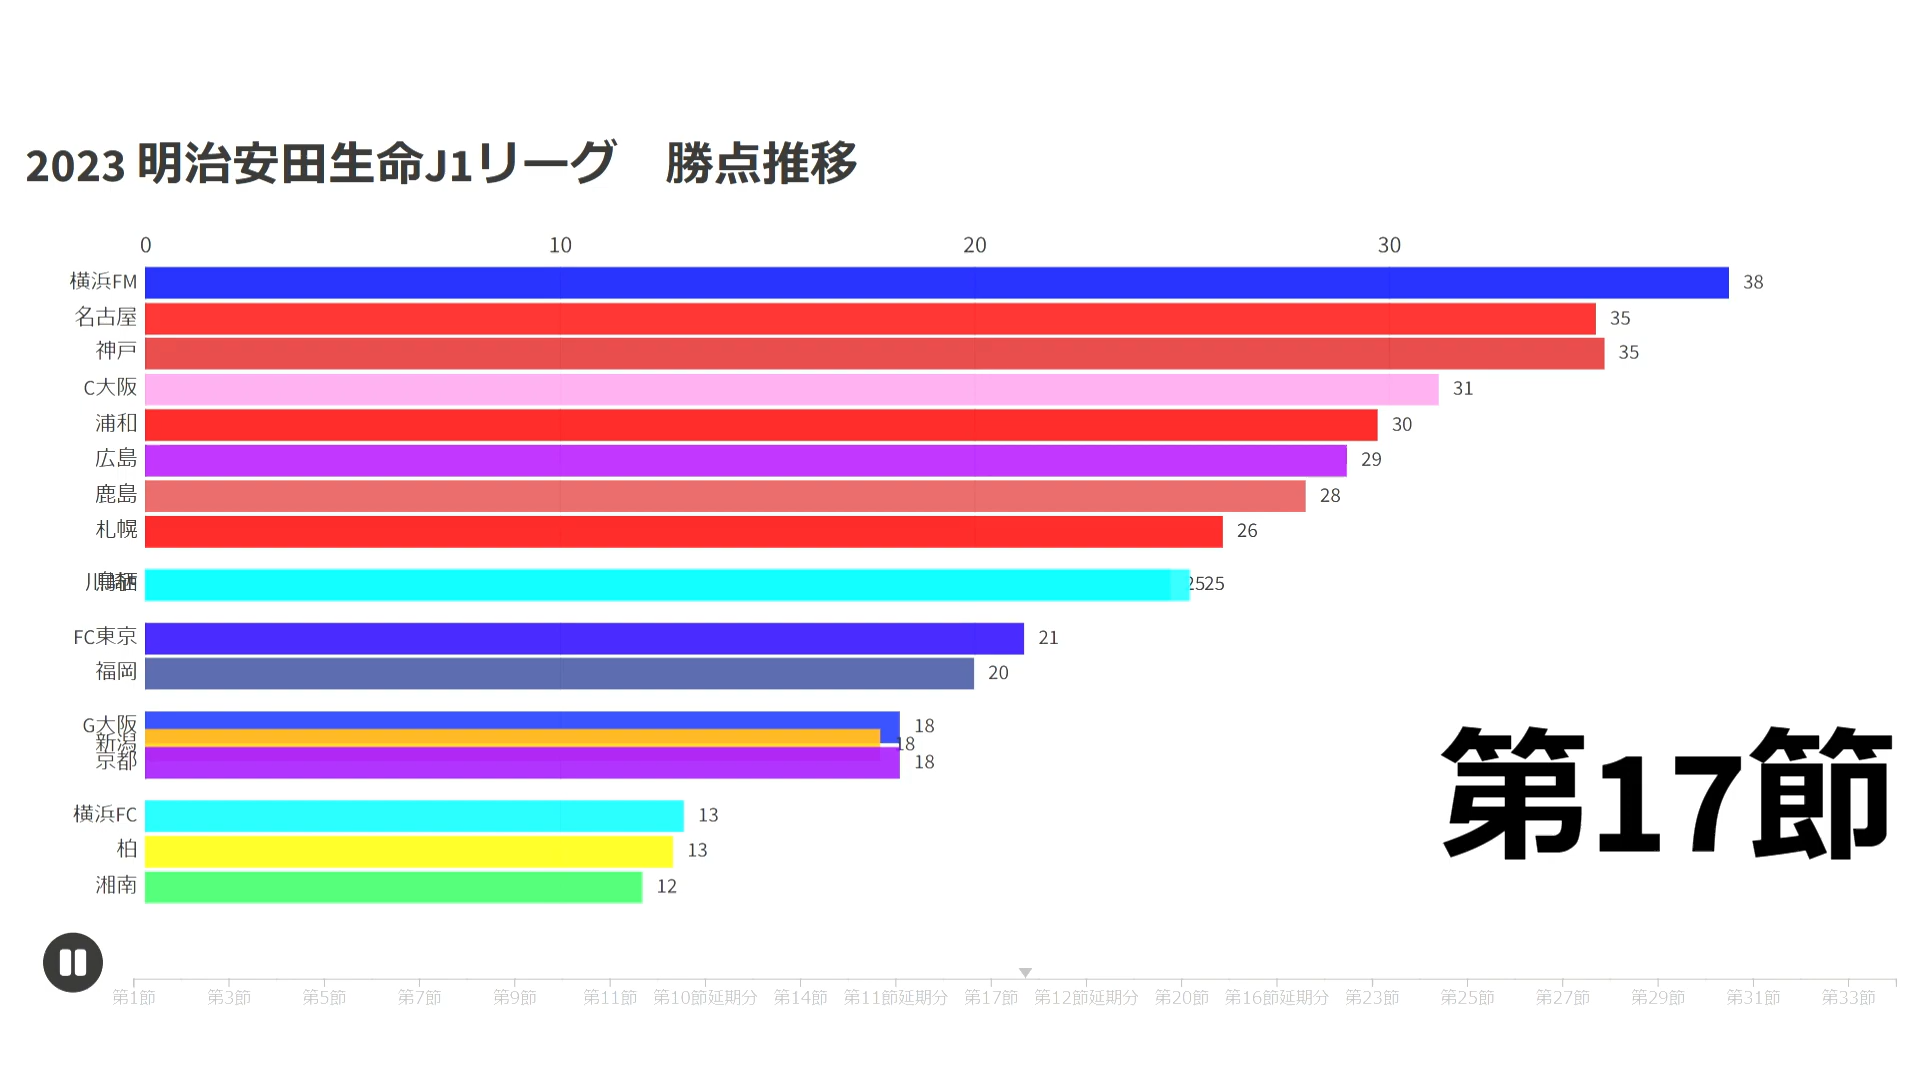 2023 明治安田生命J1リーグ　勝点推移
0 10 20 30
横浜FM 38
名古屋 35
神戸 35
C大阪 31
浦和 30
広島 29
鹿島 28
札幌 26
25 25
FC東京 21
福岡 20
G大阪 18
新潟 18
京都 18
横浜FC 13
柏 13
湘南 12
第17節
第1節 第3節 第5節 第7節 第9節 第11節 第10節延期分 第14節 第11節延期分 第17節 第12節延期分 第20節 第16節延期分 第23節 第25節 第27節 第29節 第31節 第33節